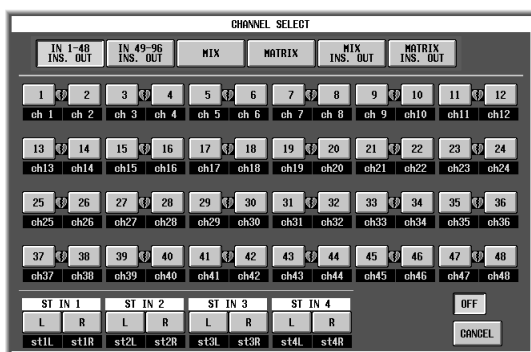 CHANNEL SELECT
IN 1-48 INS. OUT IN 49-96 INS. OUT MIX MATRIX MIX INS. OUT MATRIX INS. OUT
1 2 3 4 5 6 7 8 9 10 11 12
ch 1 ch 2 ch 3 ch 4 ch 5 ch 6 ch 7 ch 8 ch 9 ch10 ch11 ch12
13 14 15 16 17 18 19 20 21 22 23 24
ch13 ch14 ch15 ch16 ch17 ch18 ch19 ch20 ch21 ch22 ch23 ch24
25 26 27 28 29 30 31 32 33 34 35 36
ch25 ch26 ch27 ch28 ch29 ch30 ch31 ch32 ch33 ch34 ch35 ch36
37 38 39 40 41 42 43 44 45 46 47 48
ch37 ch38 ch39 ch40 ch41 ch42 ch43 ch44 ch45 ch46 ch47 ch48
ST IN 1 ST IN 2 ST IN 3 ST IN 4 OFF
L R L R L R L R
st1L st1R st2L st2R st3L st3R st4L st4R CANCEL